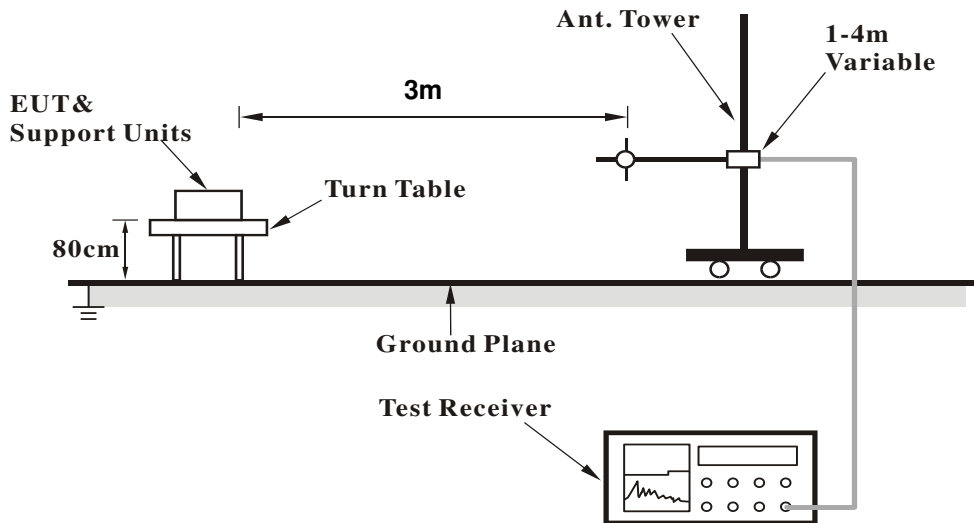 Ant. Tower
1-4m
Variable
3m
EUT&
Support Units
Turn Table
80cm
Ground Plane
Test Receiver